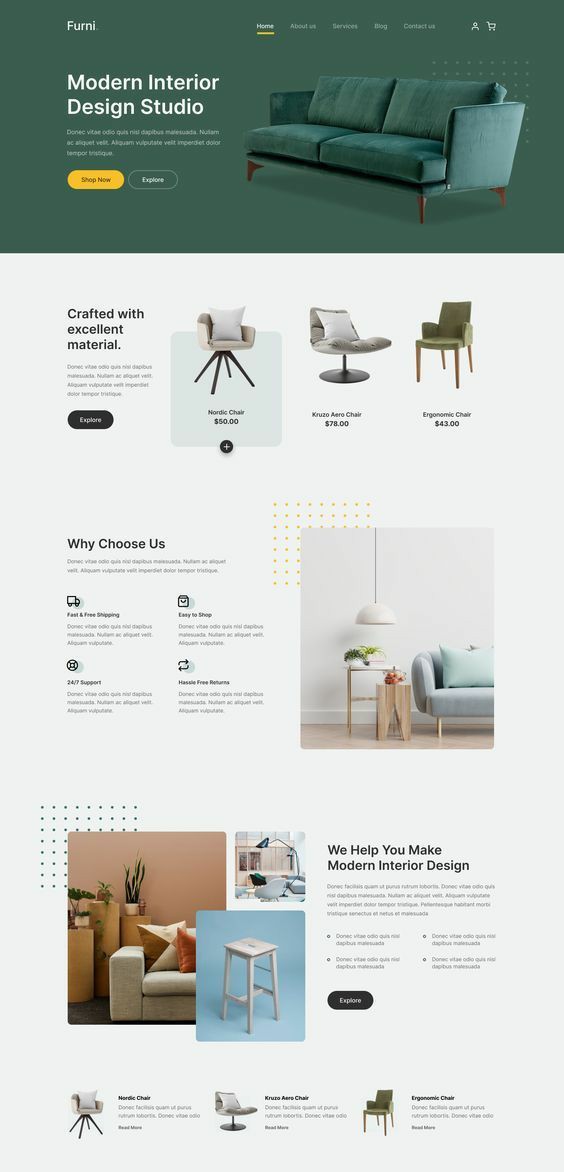 Furni.
Home
About us
Services
Blog
Contact us
Modern Interior
Design Studio
Donec vitae odio quis nisl dapibus malesuada. Nullam
ac aliquet velit. Aliquam vulputate velit imperdiet dolor
tempor tristique.
Shop Now
Explore
Crafted with
excellent
material.
Donec vitae odio quis nisl dapibus
malesuada. Nullam ac aliquet velit.
Aliquam vulputate velit imperdiet
dolor tempor tristique.
Explore
Nordic Chair
$50.00
Kruzo Aero Chair
$78.00
Ergonomic Chair
$43.00
Why Choose Us
Donec vitae odio quis nisl dapibus malesuada. Nullam ac aliquet
velit. Aliquam vulputate velit imperdiet dolor tempor tristique.
Fast & Free Shipping
Donec vitae odio quis nisl dapibus
malesuada. Nullam ac aliquet velit.
Aliquam vulputate.
Easy to Shop
Donec vitae odio quis nisl dapibus
malesuada. Nullam ac aliquet velit.
Aliquam vulputate.
24/7 Support
Donec vitae odio quis nisl dapibus
malesuada. Nullam ac aliquet velit.
Aliquam vulputate.
Hassle Free Returns
Donec vitae odio quis nisl dapibus
malesuada. Nullam ac aliquet velit.
Aliquam vulputate.
We Help You Make
Modern Interior Design
Donec facilisis quam ut purus rutrum lobortis. Donec vitae odio quis
nisl dapibus malesuada. Nullam ac aliquet velit. Aliquam vulputate
velit imperdiet dolor tempor tristique. Pellentesque habitant morbi
tristique senectus et netus et malesuada
Donec vitae odio quis nisl
dapibus malesuada
Donec vitae odio quis nisl
dapibus malesuada
Donec vitae odio quis nisl
dapibus malesuada
Donec vitae odio quis nisl
dapibus malesuada
Explore
Nordic Chair
Donec facilisis quam ut purus
rutrum lobortis. Donec vitae odio
Read More
Kruzo Aero Chair
Donec facilisis quam ut purus
rutrum lobortis. Donec vitae odio
Read More
Ergonomic Chair
Donec facilisis quam ut purus
rutrum lobortis. Donec vitae odio
Read More